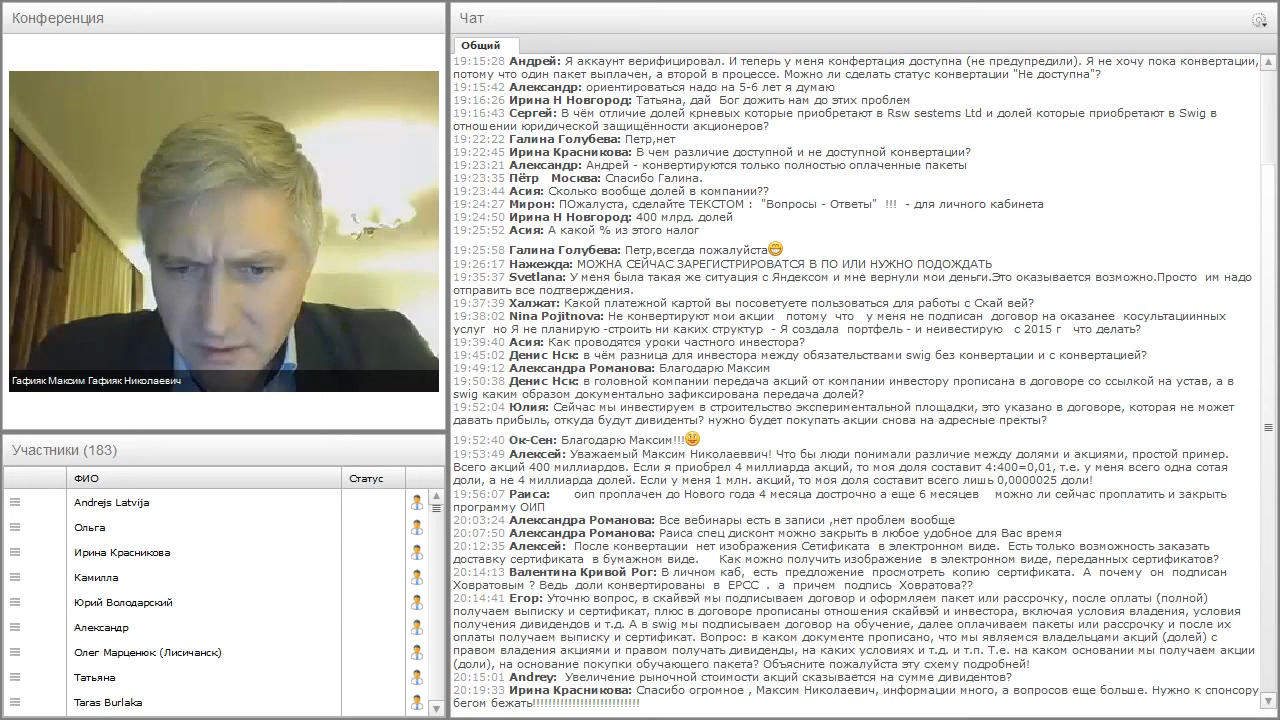 Конференция
Гафияк Максим Гафияк Николаевич
Участники (183)
ФИО
Статус
Andrejs Latvija
Ольга
Ирина Красникова
Камилла
Юрий Володарский
Александр
Олег Марценюк (Лисичанск)
Татьяна
Taras Burlaka
Чат
Общий
19:15:28 Андрей: Я аккаунт верифицировал. И теперь у меня конфертация доступна (не предупредили). Я не хочу пока конвертации,
потому что один пакет выплачен, а второй в процессе. Можно ли сделать статус конвертации "Не доступна"?
19:15:42 Александр: ориентироваться надо на 5-6 лет я думаю
19:16:26 Ирина Н Новгород: Татьяна, дай Бог дожить нам до этих проблем
19:16:43 Сергей: В чём отличие долей крневых которые приобретают в Rsw sestems Ltd и долей которые приобретают в Swig в
отношении юридической защищённости акционеров?
19:22:22 Галина Голубева: Петр,нет
19:22:45 Ирина Красникова: В чем различие доступной и не доступной конвертации?
19:23:21 Александр: Андрей - конвертируются только полностью оплаченные пакеты
19:23:35 Пётр Москва: Спасибо Галина.
19:23:44 Асия: Сколько вообще долей в компании??
19:24:27 Мирон: ПОжалуста, сделайте ТЕКСТОМ : "Вопросы - Ответы" !!! - для личного кабинета
19:24:50 Ирина Н Новгород: 400 млрд. долей
19:25:52 Асия: А какой % из этого налог
19:25:58 Галина Голубева: Петр,всегда пожалуйста
19:26:17 Нажежда: МОЖНА СЕЙЧАС ЗАРЕГИСТРИРОВАТСЯ В ПО ИЛИ НУЖНО ПОДОЖДАТЬ
19:35:37 Svetlana: У меня была такая же ситуация с Яндексом и мне вернули мои деньги.Это оказывается возможно.Просто им надо
отправить все подтверждения.
19:37:39 Халжат: Какой платежной картой вы посоветуете пользоваться для работы с Скай вей?
19:38:02 Nina Pojitnova: Не конвертируют мои акции потому что у меня не подписан договор на оказанее косультациинных
услуг но Я не планирую -строить ни каких структур - Я создала портфель - и неивестирую с 2015 г что делать?
19:39:40 Асия: Как проводятся уроки частного инвестора?
19:45:02 Денис Нск: в чём разница для инвестора между обязательствами swig без конвертации и с конвертацией?
19:49:12 Александра Романова: Благодарю Максим
19:50:38 Денис Нск: в головной компании передача акций от компании инвестору прописана в договоре со ссылкой на устав, а в
swig каким образом документально зафиксирована передача долей?
19:52:04 Юлия: Сейчас мы инвестируем в строительство экспериментальной площадки, это указано в договоре, которая не может
давать прибыль, откуда будут дивиденты? нужно будет покупать акции снова на адресные пректы?
19:52:40 Ок-Сен: Благодарю Максим!!!
19:53:49 Алексей: Уважаемый Максим Николаеввич! Что бы люди понимали различие между долями и акциями, простой пример.
Всего акций 400 миллиардов. Если я приобрел 4 миллиарда акций, то моя доля составит 4:400=0,01, т.е. у меня всего одна сотая
доли, а не 4 миллиарда долей. Если у меня 1 млн. акций, то моя доля составит всего лишь 0,0000025 доли!
19:56:07 Раиса: оип проплачен до Нового года 4 месяца дострочно а еще 6 месяцев можно ли сейчас проплатить и закрыть
программу ОИП
20:03:24 Александра Романова: Все вебинары есть в записи ,нет проблем вообще
20:07:50 Александра Романова: Раиса спец дисконт можно закрыть в любое удобное для Вас время
20:12:35 Алексей: После конвертации нет изображения Сетификата в электронном виде. Есть только возможность заказать
доставку сертификата в бумажном виде. Как можно получить изображение в электронном виде, переданных сертификатов?
20:14:13 Валентина Кривой Рог: В личном каб, есть предложение просмотреть копию сертификата. А почему он подписан
Ховратовым ? Ведь доли конвертированы в ЕРСС . а причем подпись Ховратова??
20:14:41 Егор: Уточню вопрос, в скайвэй мы подписываем договор и оформляем пакет или рассрочку, после оплаты (полной)
получаем выписку и сертификат, плюс в договоре прописаны отношения скайвэй и инвестора, включая условия владения, условия
получения дивидендов и т.д. А в swig мы пиписываем договор на обучение, далее оплачиваем пакеты или рассрочку и после их
оплаты получаем выписку и сертификат. Вопрос: в каком документе прописано, что мы являемся владельцами акций (долей) с
правом владения акциями и правом получать дивиденды, на каких условиях и т.д. и т.п. Т.е. на каком основании мы получаем акции
(доли), на основание покупки обучающего пакета? Объясните пожалуйста эту схему подробней!
20:15:01 Andrey: Увеличение рыночной стоимости акций сказывается на сумме дивидентов?
20:19:33 Ирина Красникова: Спасибо огромное , Максим Николаевич, информации много, а вопросов еще больше. Нужно к спонсору
бегом бежать!!!!!!!!!!!!!!!!!!!!!!!!!!!